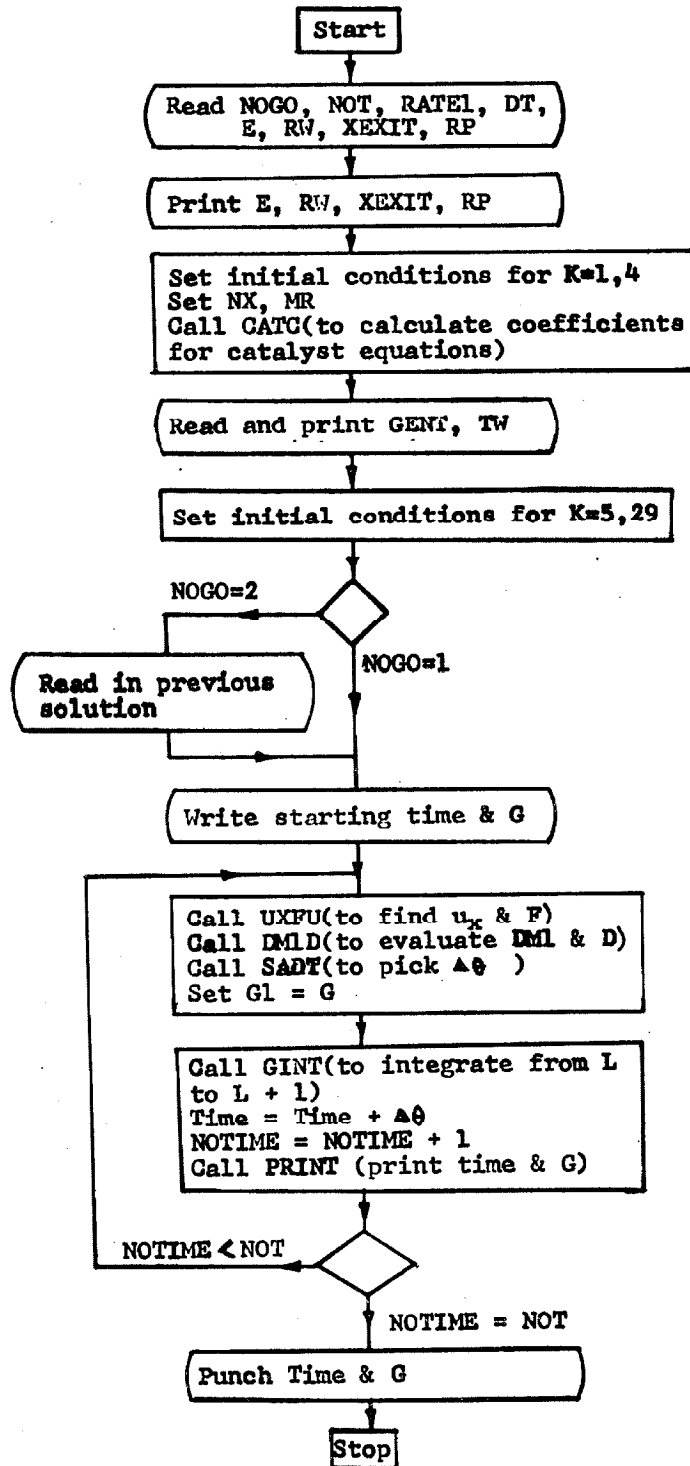 Start
Read NOGO, NOT, RATE1, DT,
E, RW, XEXIT, RP
Print E, RW, XEXIT, RP
Set initial conditions for K=1,4
Set NX, MR
Call CATC(to calculate coefficients
for catalyst equations)
Read and print GENT, TW
Set initial conditions for K=5,29
NOGO=2
NOGO=1
Read in previous
solution
Write starting time & G
Call UXFU(to find u_x & F)
Call DM1D(to evaluate DM1 & D)
Call SADT(to pick Δθ )
Set G1 = G
Call GINT(to integrate from L
to L + 1)
Time = Time + Δθ
NOTIME = NOTIME + 1
Call PRINT (print time & G)
NOTIME < NOT
NOTIME = NOT
Punch Time & G
Stop